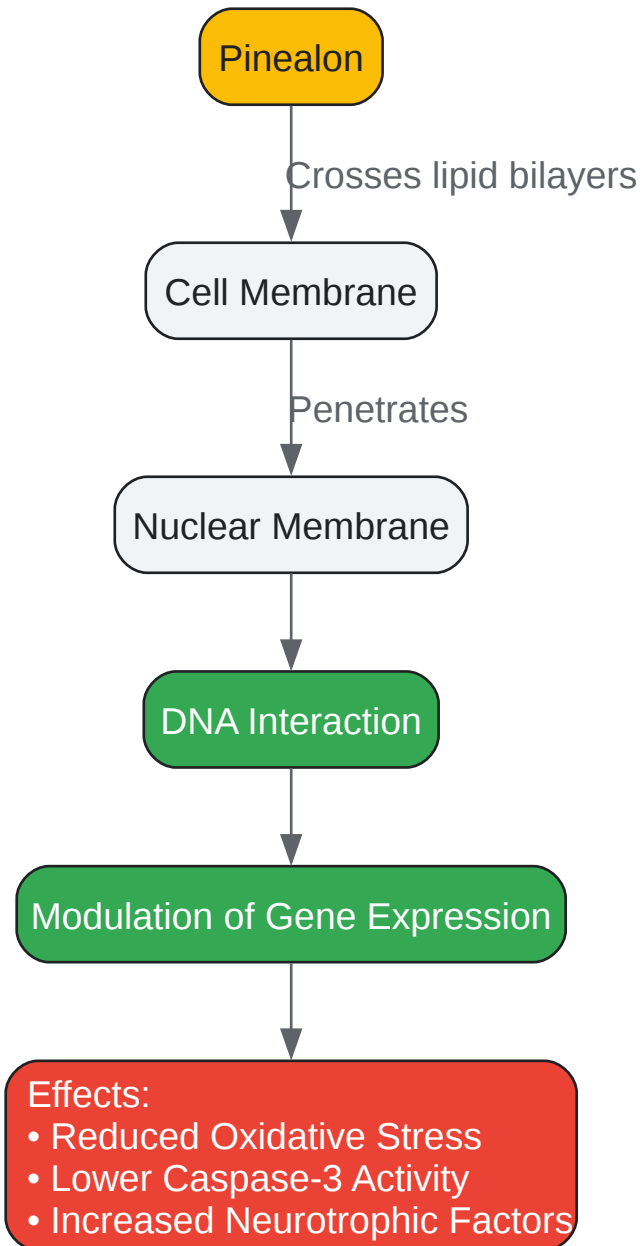 Pinealon
Crosses lipid bilayers
Cell Membrane
Penetrates
Nuclear Membrane
DNA Interaction
Modulation of Gene Expression
Effects:
• Reduced Oxidative Stress
• Lower Caspase-3 Activity
• Increased Neurotrophic Factors